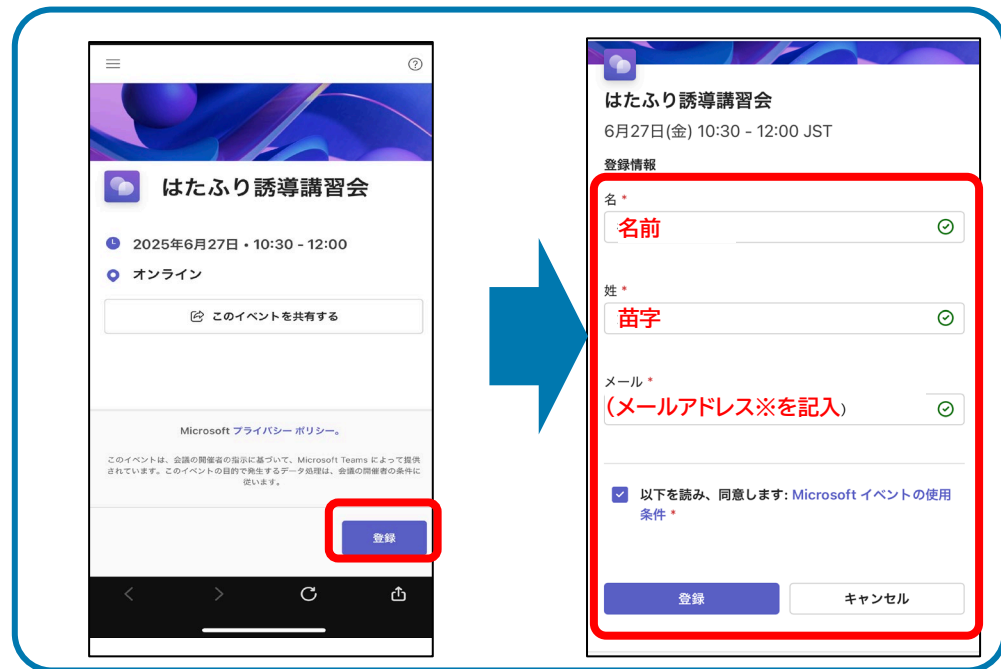 はたふり誘導講習会
2025年6月27日・10:30 - 12:00
オンライン
このイベントを共有する
Microsoft プライバシー ポリシー。
このイベントは、会議の開催者の指示に基づいて、Microsoft Teams によって提供
されています。このイベントの目的で発生するデータ処理は、会議の開催者の条件に
従います。
登録
はたふり誘導講習会
6月27日(金) 10:30 - 12:00 JST
登録情報
名 *
名前
姓 *
苗字
メール *
(メールアドレス※を記入)
以下を読み、同意します: Microsoft イベントの使用
条件 *
登録
キャンセル